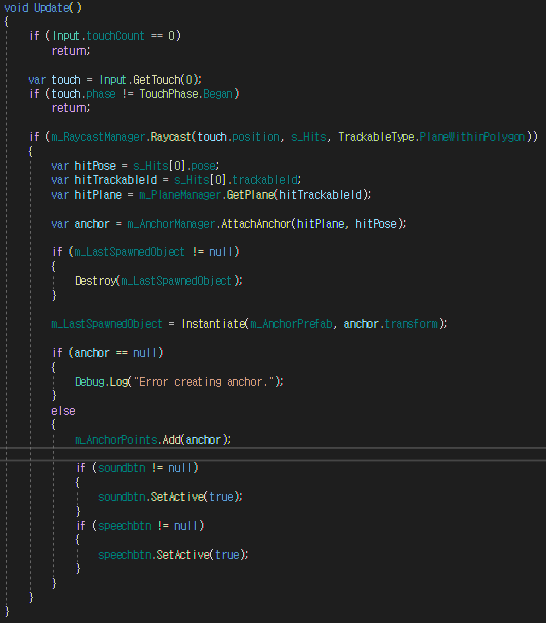 void Update()
{
if (Input.touchCount == 0)
return;
var touch = Input.GetTouch(0);
if (touch.phase != TouchPhase.Began)
return;
if (m_RaycastManager.Raycast(touch.position, s_Hits, TrackableType.PlaneWithinPolygon))
{
var hitPose = s_Hits[0].pose;
var hitTrackableId = s_Hits[0].trackableId;
var hitPlane = m_PlaneManager.GetPlane(hitTrackableId);
var anchor = m_AnchorManager.AttachAnchor(hitPlane, hitPose);
if (m_LastSpawnedObject != null)
{
Destroy(m_LastSpawnedObject);
}
m_LastSpawnedObject = Instantiate(m_AnchorPrefab, anchor.transform);
if (anchor == null)
{
Debug.Log("Error creating anchor.");
}
else
{
m_AnchorPoints.Add(anchor);
if (soundbtn != null)
{
soundbtn.SetActive(true);
}
if (speechbtn != null)
{
speechbtn.SetActive(true);
}
}
}
}